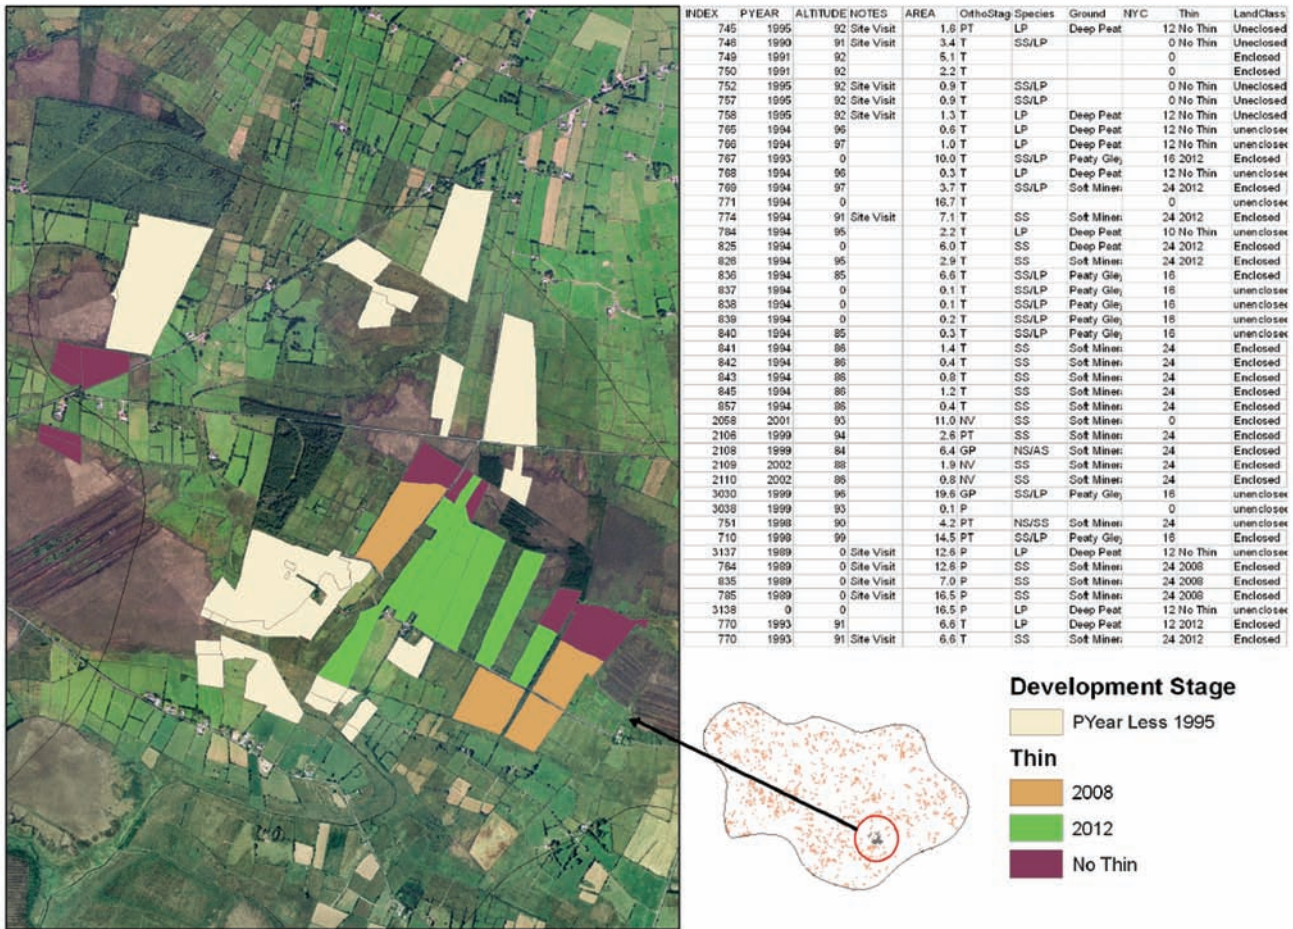 INDEX PYEAR ALTITUDE NOTES AREA OrthoStag Species Ground NYC Thin LandClass
745 1995 92 Site Visit 1.6 PT LP Deep Peat 12 No Thin Uneclosed
746 1990 91 Site Visit 3.4 T SS/LP 0 No Thin Uneclosed
749 1991 92 5.1 T 0 Enclosed
750 1991 92 2.2 T 0 Enclosed
752 1995 92 Site Visit 0.9 T SS/LP 0 No Thin Uneclosed
757 1995 92 Site Visit 0.9 T SS/LP 0 No Thin Uneclosed
758 1995 92 Site Visit 1.3 T LP Deep Peat 12 No Thin Uneclosed
765 1994 96 0.6 T LP Deep Peat 12 No Thin unenclosed
766 1994 97 1.0 T LP Deep Peat 12 No Thin unenclosed
767 1993 0 10.0 T SS/LP Peaty Gley 16 2012 Enclosed
768 1994 96 0.3 T LP Deep Peat 12 No Thin unenclosed
769 1994 97 3.7 T SS/LP Soft Minera 24 2012 Enclosed
771 1994 0 16.7 T 0 unenclosed
774 1994 91 Site Visit 7.1 T SS Soft Minera 24 2012 Enclosed
784 1994 95 2.2 T LP Deep Peat 10 No Thin unenclosed
825 1994 0 6.0 T SS Deep Peat 24 2012 Enclosed
826 1994 95 2.9 T SS Soft Minera 24 2012 Enclosed
836 1994 85 6.6 T SS/LP Peaty Gley 16 Enclosed
837 1994 0 0.1 T SS/LP Peaty Gley 16 unenclosed
838 1994 0 0.1 T SS/LP Peaty Gley 16 unenclosed
839 1994 0 0.2 T SS/LP Peaty Gley 16 unenclosed
840 1994 85 0.3 T SS/LP Peaty Gley 16 unenclosed
841 1994 86 1.4 T SS Soft Minera 24 Enclosed
842 1994 86 0.4 T SS Soft Minera 24 Enclosed
843 1994 86 0.8 T SS Soft Minera 24 Enclosed
845 1994 86 1.2 T SS Soft Minera 24 Enclosed
857 1994 86 0.4 T SS Soft Minera 24 Enclosed
2058 2001 93 11.0 NV SS Soft Minera 0 Enclosed
2106 1999 94 2.6 PT SS Soft Minera 24 Enclosed
2108 1999 84 6.4 GP NS/AS Soft Minera 24 Enclosed
2109 2002 88 1.9 NV SS Soft Minera 24 Enclosed
2110 2002 86 0.8 NV SS Soft Minera 24 Enclosed
3030 1999 96 19.6 GP SS/LP Peaty Gley 16 unenclosed
3038 1999 93 0.1 P 0 unenclosed
751 1998 90 4.2 PT NS/SS Soft Minera 24 unenclosed
710 1998 99 14.5 PT SS/LP Peaty Gley 16 Enclosed
3137 1989 0 Site Visit 12.6 P LP Deep Peat 12 No Thin unenclosed
764 1989 0 Site Visit 12.6 P SS Soft Minera 24 2008 Enclosed
835 1989 0 Site Visit 7.0 P SS Soft Minera 24 2008 Enclosed
785 1989 0 Site Visit 16.5 P SS Soft Minera 24 2008 Enclosed
3138 0 0 16.5 P LP Deep Peat 12 No Thin unenclosed
770 1993 91 6.6 T LP Deep Peat 12 2012 Enclosed
770 1993 91 Site Visit 6.6 T SS Soft Minera 24 2012 Enclosed
Development Stage
PYear Less 1995
Thin
2008
2012
No Thin